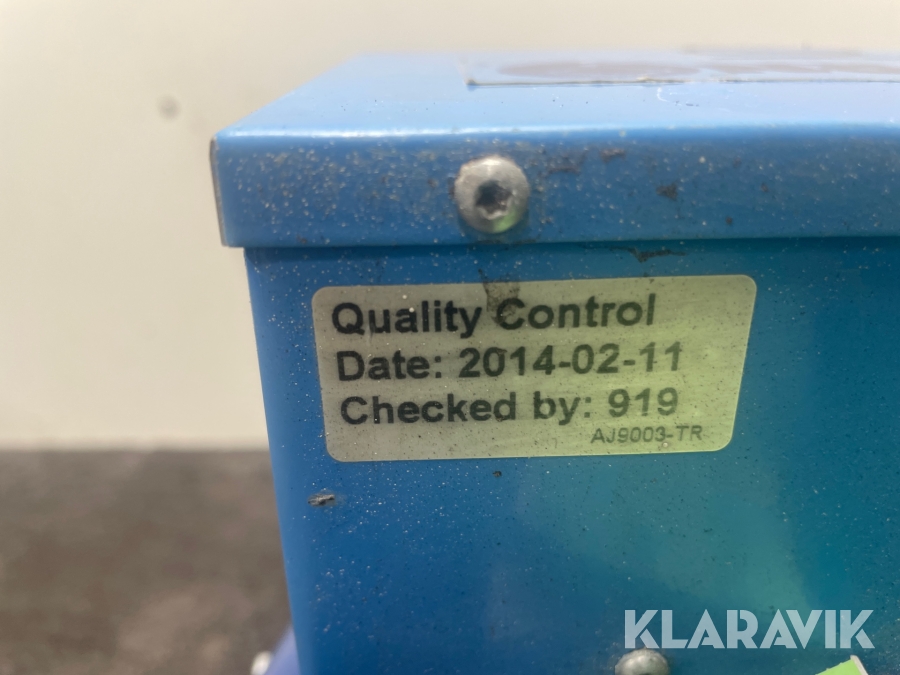 Quality Control
Date: 2014-02-11
Checked by: 919
AJ9003-TR
KLARAVIK